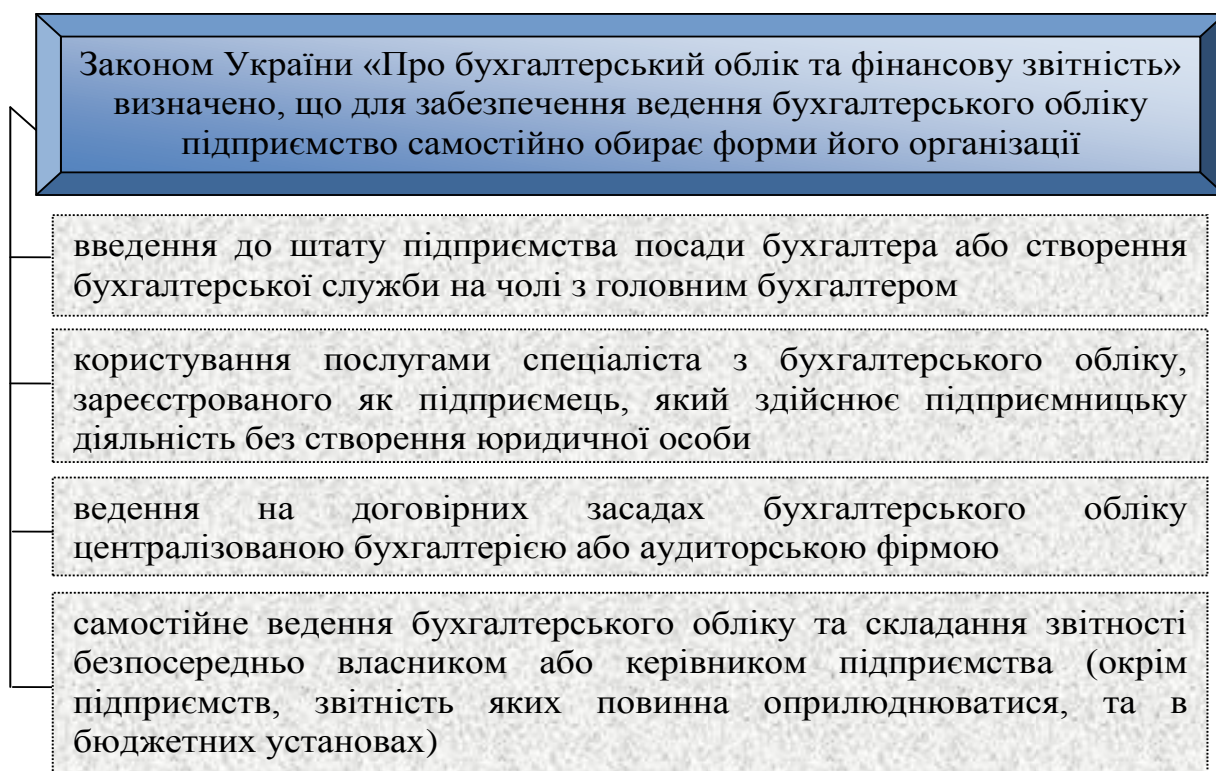 Законом України «Про бухгалтерський облік та фінансову звітність»
визначено, що для забезпечення ведення бухгалтерського обліку
підприємство самостійно обирає форми його організації
введення до штату підприємства посади бухгалтера або створення
бухгалтерської служби на чолі з головним бухгалтером
користування послугами спеціаліста з бухгалтерського обліку,
зареєстрованого як підприємець, який здійснює підприємницьку
діяльність без створення юридичної особи
ведення на договірних засадах бухгалтерського обліку
централізованою бухгалтерією або аудиторською фірмою
самостійне ведення бухгалтерського обліку та складання звітності
безпосередньо власником або керівником підприємства (окрім
підприємств, звітність яких повинна оприлюднюватися, та в
бюджетних установах)